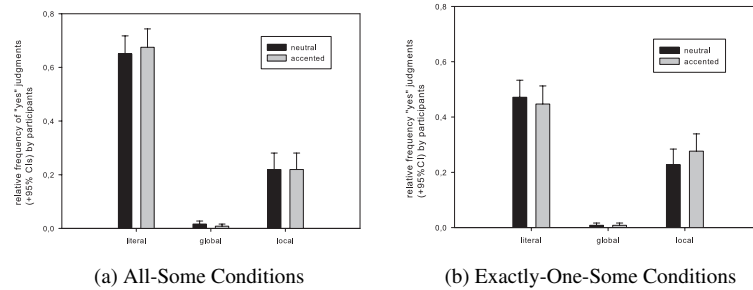 relative frequency of "yes" judgments
(+95% CIs) by participants
0,8
0,6
0,4
0,2
0,0
neutral
accented
literal
global
local
(a) All-Some Conditions
relative frequency "yes" judgments
(+95%CI) by participants
0,8
0,6
0,4
0,2
0,0
neutral
accented
literal
global
local
(b) Exactly-One-Some Conditions